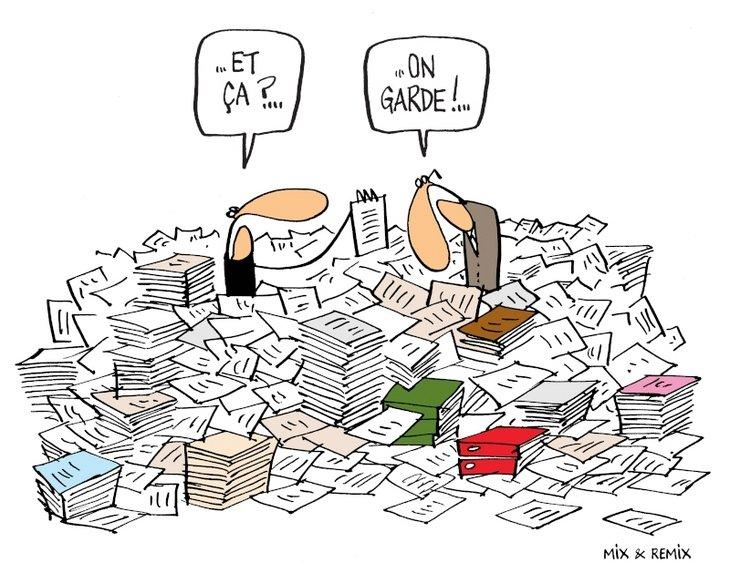 ...ET
ÇA ?...
...ON
GARDE !...
MIX & REMIX